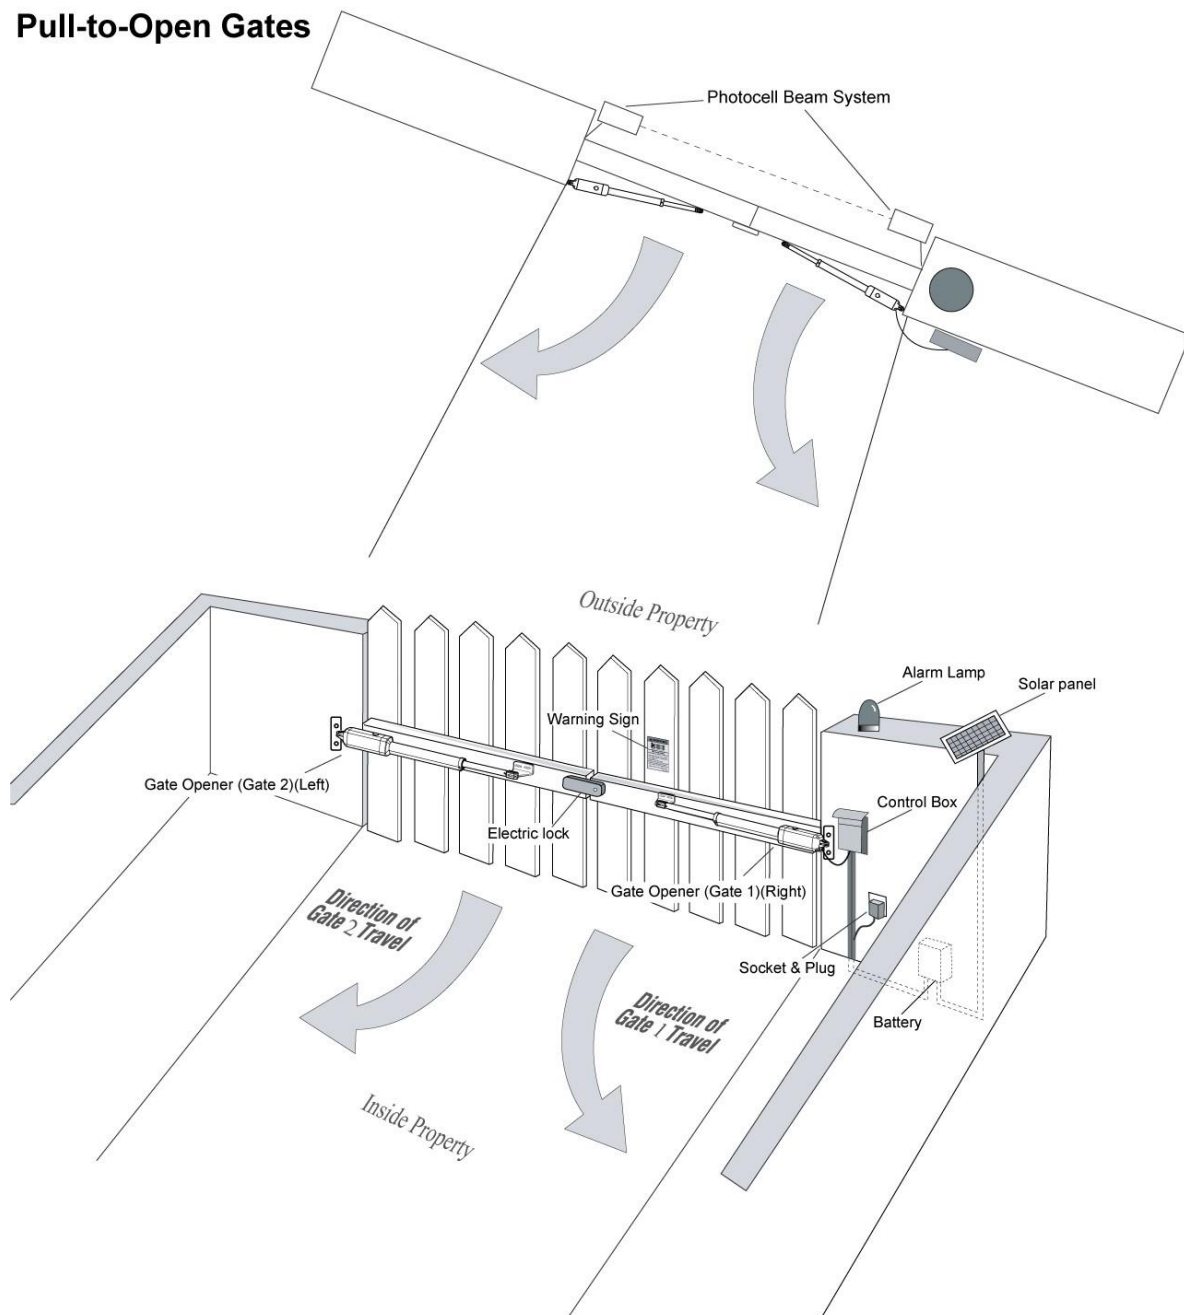 Pull-to-Open Gates
Photocell Beam System
Outside Property
Alarm Lamp
Solar panel
Warning Sign
Gate Opener (Gate 2)(Left)
Control Box
Electric lock
Gate Opener (Gate 1)(Right)
Direction of
Gate 2 Travel
Socket & Plug
Direction of
Gate 1 Travel
Battery
Inside Property